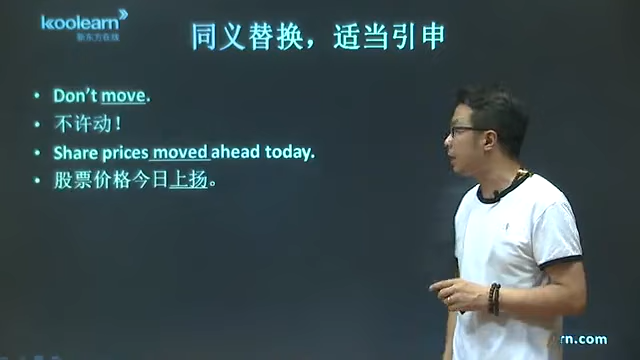 koolearn
新东方在线
同义替换，适当引申
• Don't move.
• 不许动！
• Share prices moved ahead today.
• 股票价格今日上扬。
rn.com